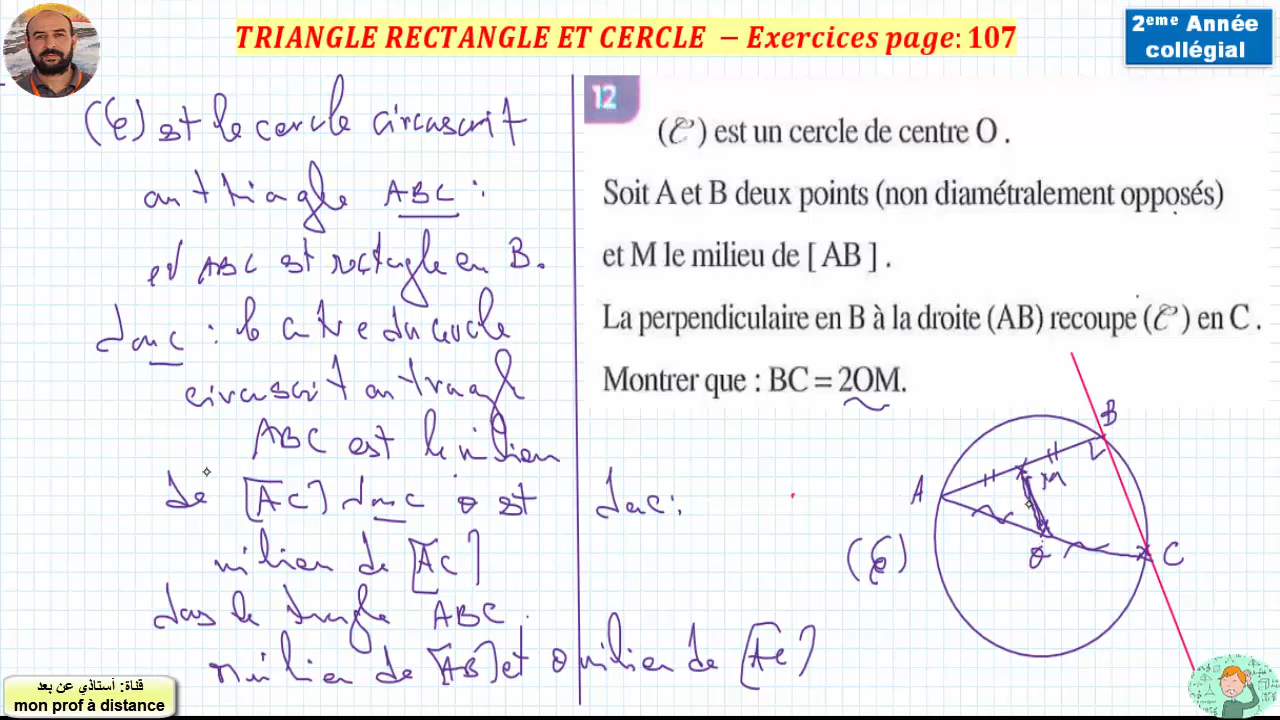 TRIANGLE RECTANGLE ET CERCLE – Exercices page: 107
2eme Année
collégial
(C) est le cercle circonscrit
au triangle ABC :
et ABC est rectangle en B.
donc : le centre du cercle
circonscrit au triangle
ABC est le milieu
de [AC] donc O est
milieu de [AC]
dans le triangle ABC.
M milieu de [AB] et O milieu de [AC]
12
(C) est un cercle de centre O .
Soit A et B deux points (non diamétralement opposés)
et M le milieu de [ AB ] .
La perpendiculaire en B à la droite (AB) recoupe (C) en C .
Montrer que : BC = 2OM.
donc :
B
A
M
O
C
(C)
قناة: أستاذي عن بعد
mon prof à distance